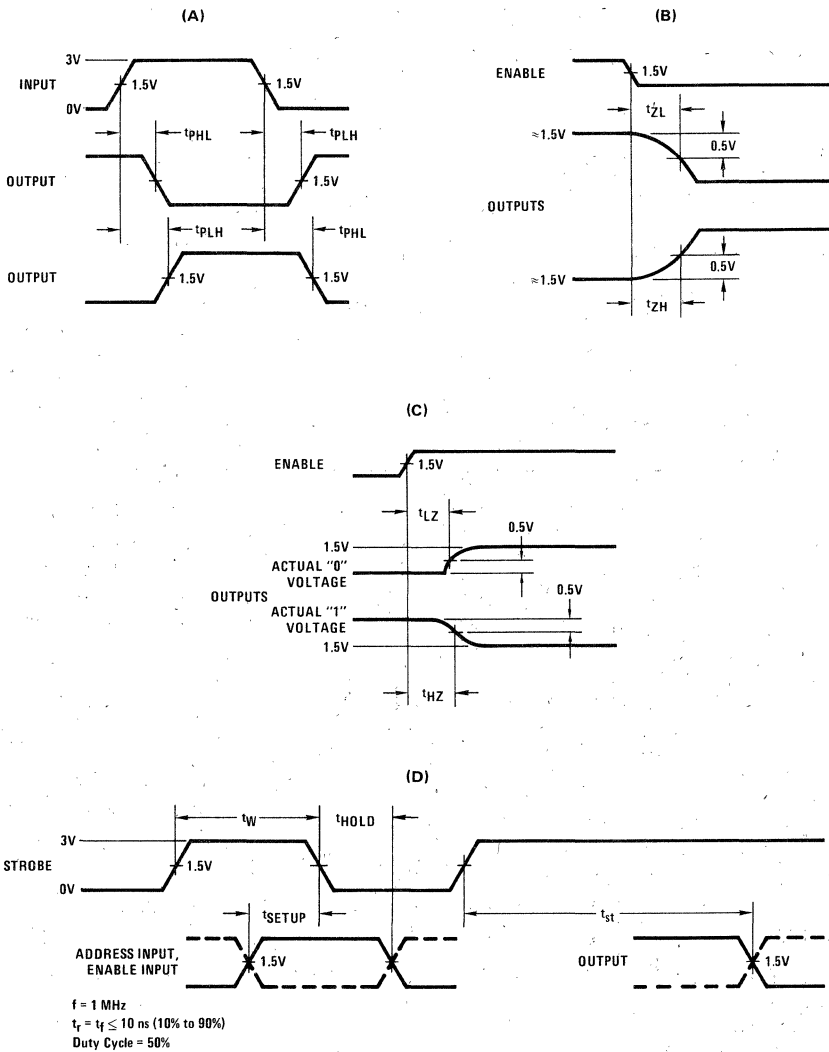 (A)
3V
INPUT
1.5V
1.5V
0V
tPHL
tPLH
OUTPUT
1.5V
1.5V
tPLH
tPHL
OUTPUT
1.5V
1.5V
(B)
ENABLE
1.5V
tZL
≈1.5V
0.5V
OUTPUTS
≈1.5V
0.5V
tZH
(C)
ENABLE
1.5V
tLZ
0.5V
1.5V
ACTUAL "0"
VOLTAGE
OUTPUTS
0.5V
ACTUAL "1"
VOLTAGE
1.5V
tHZ
(D)
tW
tHOLD
3V
STROBE
1.5V
0V
tSETUP
tst
ADDRESS INPUT,
ENABLE INPUT
1.5V
OUTPUT
1.5V
f = 1 MHz
tr = tf ≤ 10 ns (10% to 90%)
Duty Cycle = 50%